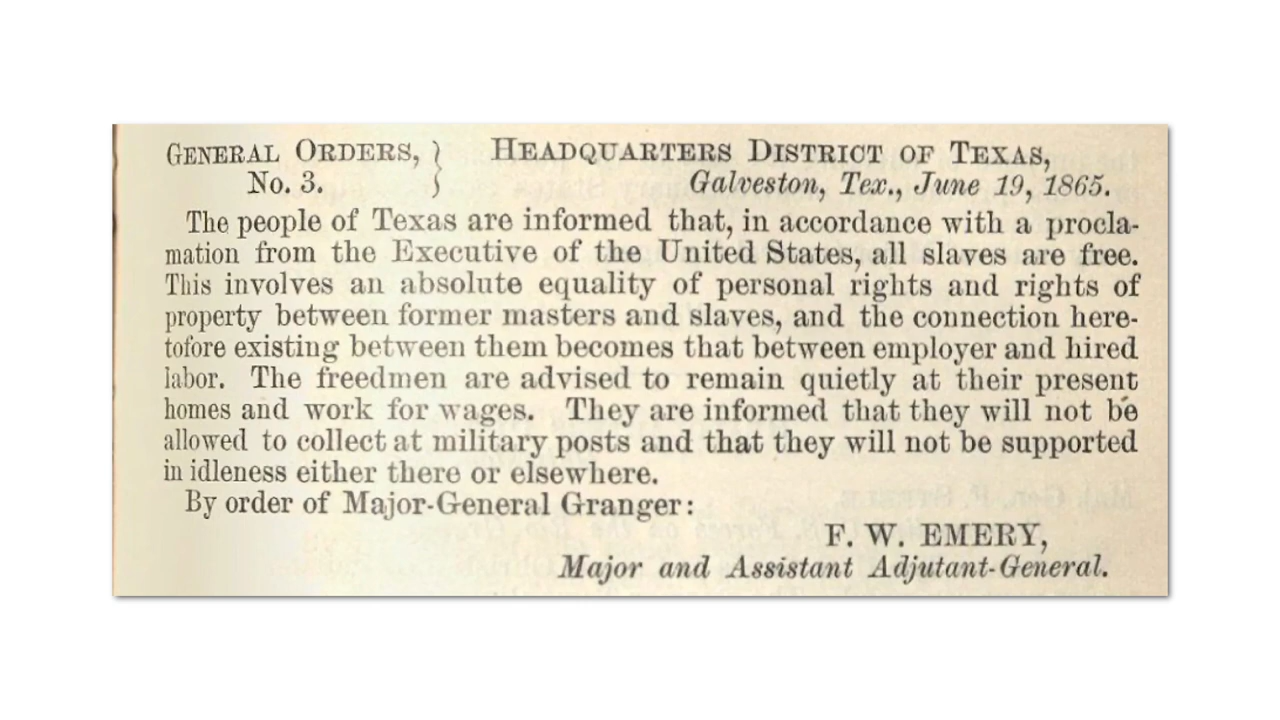 GENERAL ORDERS, } HEADQUARTERS DISTRICT OF TEXAS,
No. 3. Galveston, Tex., June 19, 1865.
The people of Texas are informed that, in accordance with a procla-
mation from the Executive of the United States, all slaves are free.
This involves an absolute equality of personal rights and rights of
property between former masters and slaves, and the connection here-
tofore existing between them becomes that between employer and hired
labor. The freedmen are advised to remain quietly at their present
homes and work for wages. They are informed that they will not be
allowed to collect at military posts and that they will not be supported
in idleness either there or elsewhere.
By order of Major-General Granger:
F. W. EMERY,
Major and Assistant Adjutant-General.